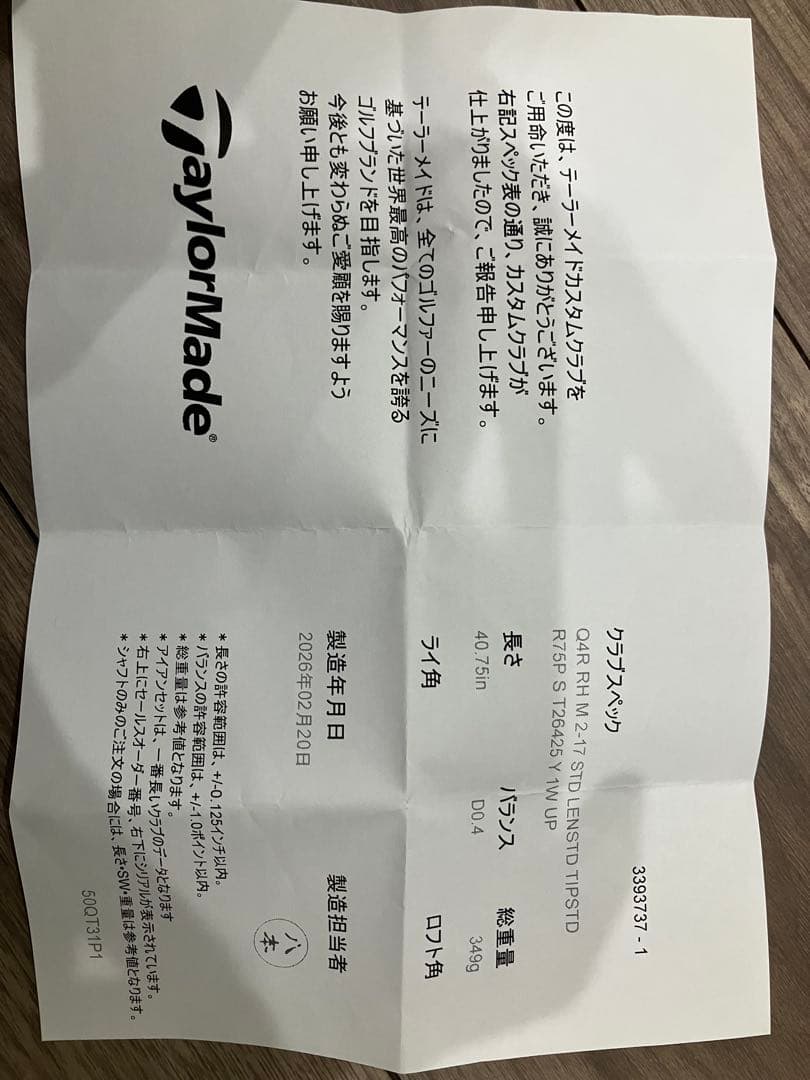 この度は、テーラーメイドカスタムクラブを
ご用命いただき、誠にありがとうございます。
右記スペック表の通り、カスタムクラブが
仕上がりましたので、ご報告申し上げます。
テーラーメイドは、全てのゴルファーのニーズに
基づいた世界最高のパフォーマンスを誇る
ゴルフブランドを目指します。
今後とも変わらぬご愛顧を賜りますよう
お願い申し上げます。
TaylorMade®
3393737 - 1
クラブスペック
Q4R RH M 2-17 STD LENSTD TIPSTD
R75P S T26425 Y 1W UP
長さ バランス 総重量
40.75in D0.4 349g
ライ角 ロフト角
製造年月日 製造担当者
2026年02月20日 八本
*長さの許容範囲は、+/-0.125インチ以内。
*バランスの許容範囲は、+/-1.0ポイント以内。
*総重量は参考値となります。
*アイアンセットは、一番長いクラブのデータとなります
*右上にセールスオーダー番号、右下にシリアルが表示されています。
*シャフトのみのご注文の場合には、長さ・SW・重量は参考値となります。
50QT31P1